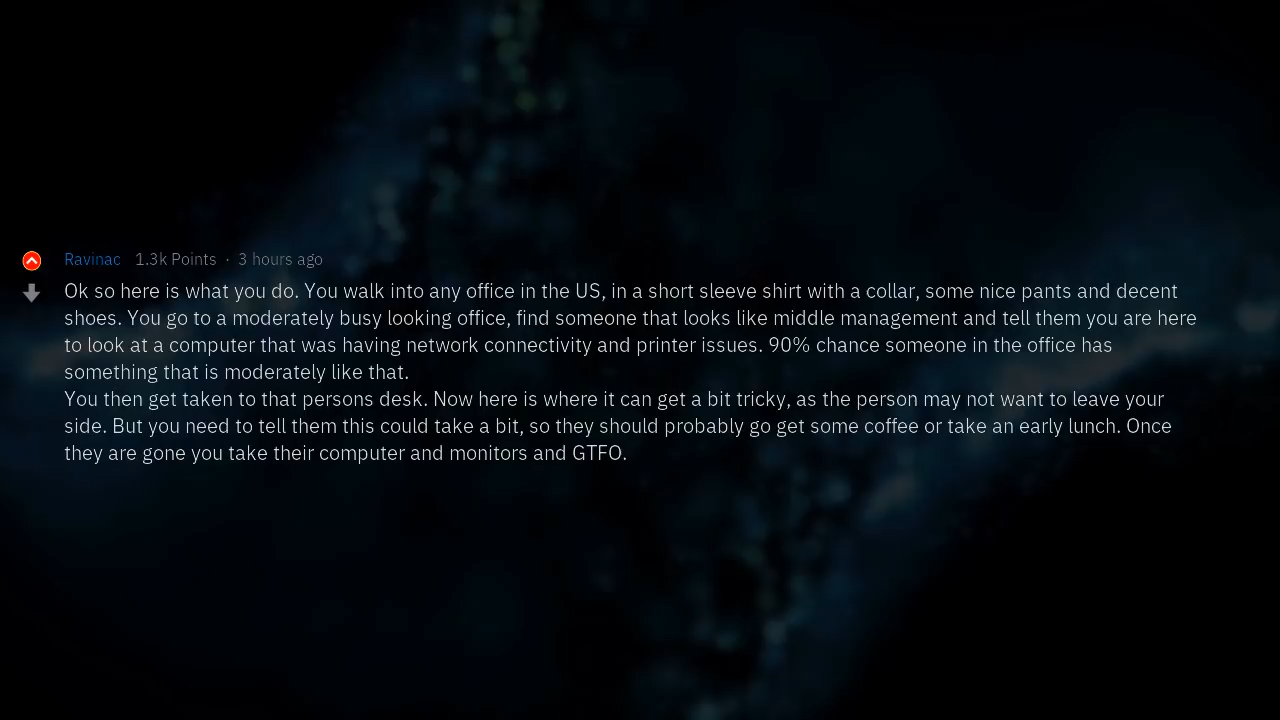 Ravinac 1.3k Points · 3 hours ago
Ok so here is what you do. You walk into any office in the US, in a short sleeve shirt with a collar, some nice pants and decent
shoes. You go to a moderately busy looking office, find someone that looks like middle management and tell them you are here
to look at a computer that was having network connectivity and printer issues. 90% chance someone in the office has
something that is moderately like that.
You then get taken to that persons desk. Now here is where it can get a bit tricky, as the person may not want to leave your
side. But you need to tell them this could take a bit, so they should probably go get some coffee or take an early lunch. Once
they are gone you take their computer and monitors and GTFO.